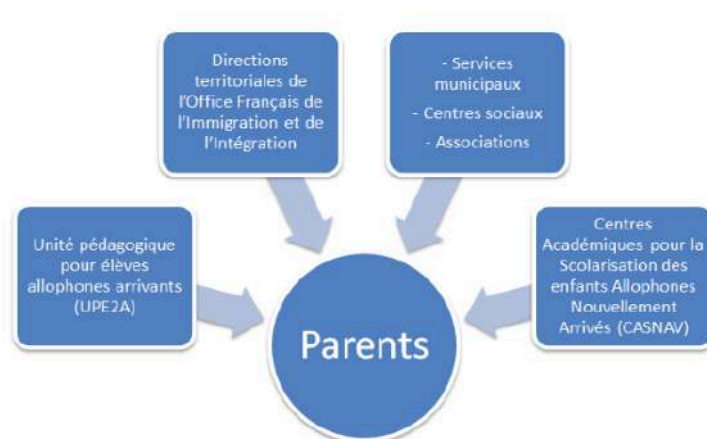 Directions
territoriales de
l'Office Français de
l'Immigration et de
l'Intégration
- Services
municipaux
- Centres sociaux
- Associations
Unité pédagogique
pour élèves
allophones arrivants
(UPE2A)
Centres
Académiques pour la
Scolarisation des
enfants Allophones
Nouvellement
Arrivés (CASNAV)
Parents